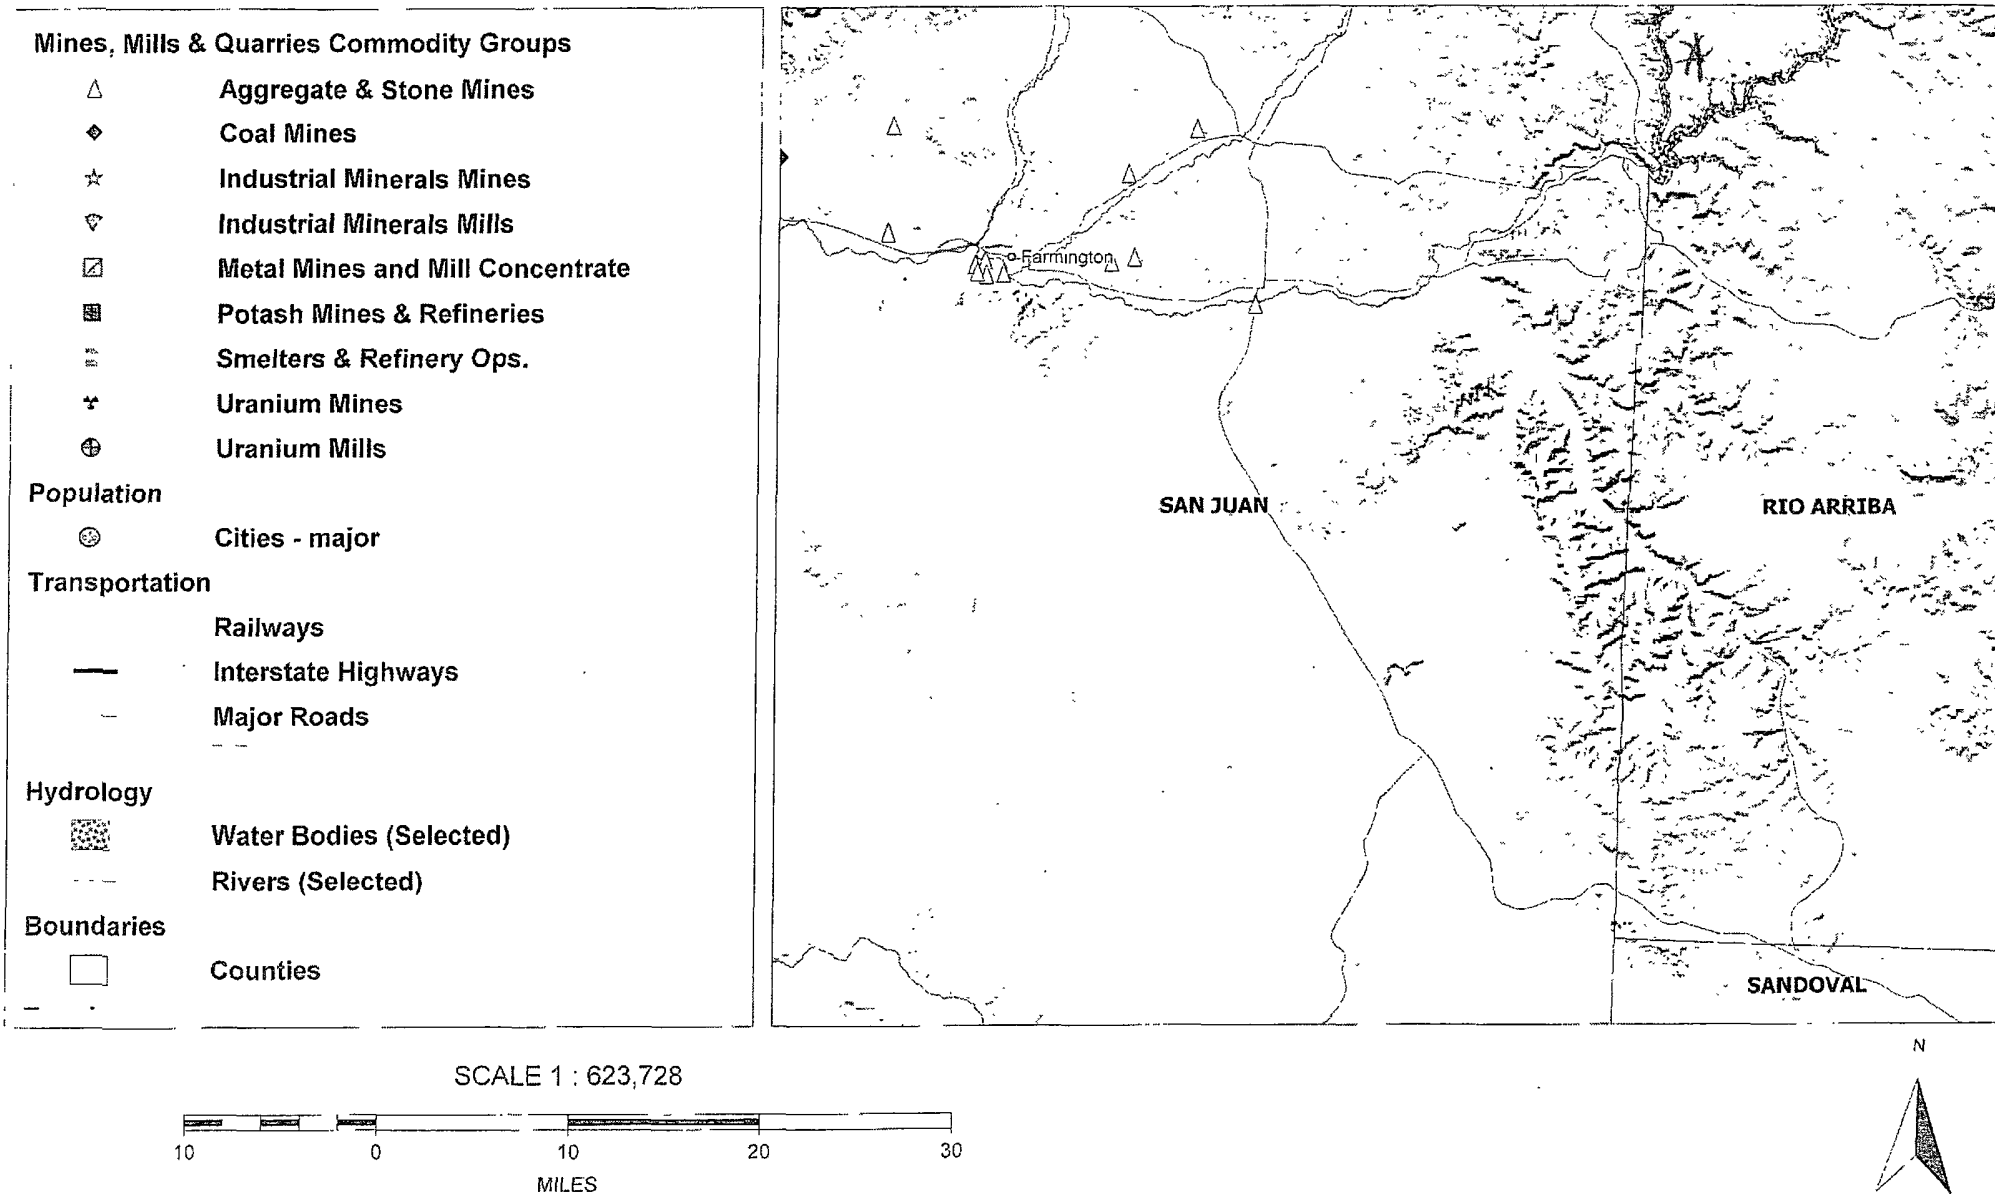 Mines, Mills & Quarries Commodity Groups
Aggregate & Stone Mines
Coal Mines
Industrial Minerals Mines
Industrial Minerals Mills
Metal Mines and Mill Concentrate
Potash Mines & Refineries
Smelters & Refinery Ops.
Uranium Mines
Uranium Mills
Population
Cities - major
Transportation
Railways
Interstate Highways
Major Roads
Hydrology
Water Bodies (Selected)
Rivers (Selected)
Boundaries
Counties
Farmington
SAN JUAN
RIO ARRIBA
SANDOVAL
SCALE 1 : 623,728
10 0 10 20 30
MILES
N